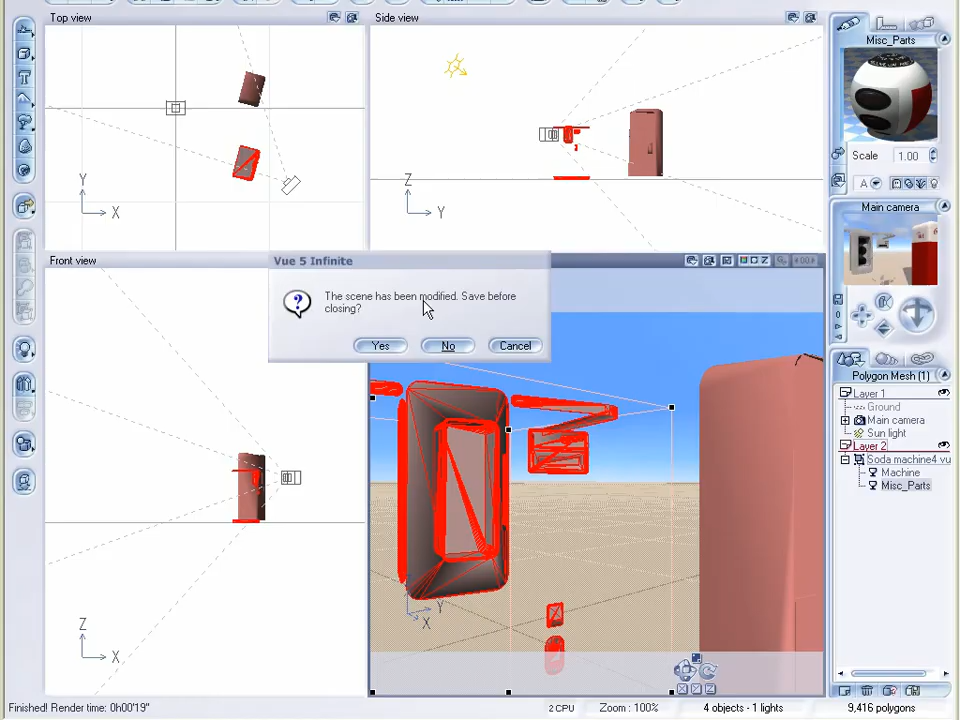 Top view
Side view
Misc_Parts
Scale 1.00
A
Y
X
Z
Y
Main camera
Front view
Vue 5 Infinite
The scene has been modified. Save before
closing?
Yes
No
Cancel
Polygon Mesh (1)
Layer 1
Ground
Main camera
Sun light
Layer 2
Soda machine4 vu
Machine
Misc_Parts
Z
X
Y
X
Finished! Render time: 0h00'19"
2 CPU
Zoom : 100%
4 objects - 1 lights
9,416 polygons